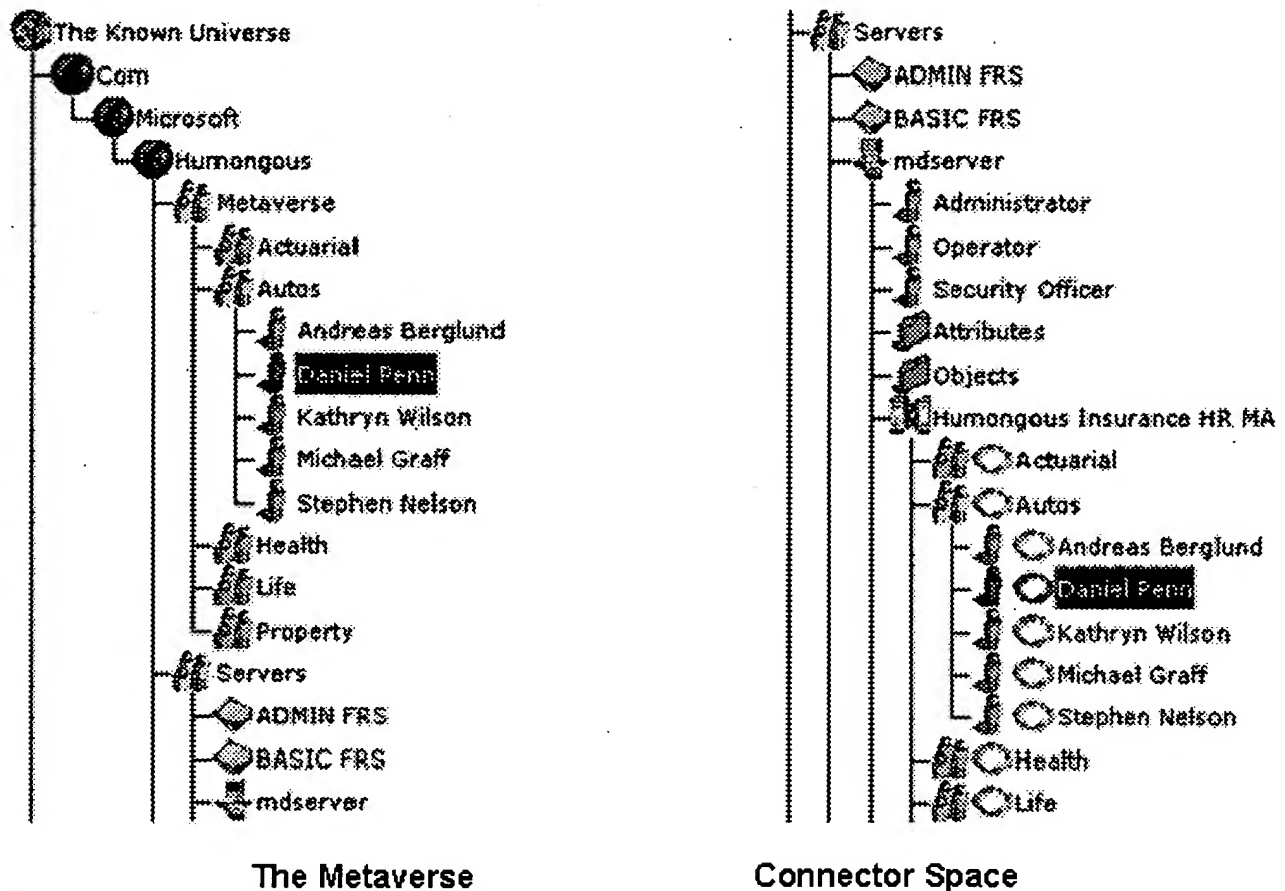 The Known Universe
Com
Microsoft
Humongous
Metaverse
Actuarial
Autos
Andreas Berglund
Daniel Penn
Kathryn Wilson
Michael Graff
Stephen Nelson
Health
Life
Property
Servers
ADMIN FRS
BASIC FRS
mdserver
The Metaverse
Servers
ADMIN FRS
BASIC FRS
mdserver
Administrator
Operator
Security Officer
Attributes
Objects
Humongous Insurance HR MA
Actuarial
Autos
Andreas Berglund
Daniel Penn
Kathryn Wilson
Michael Graff
Stephen Nelson
Health
Life
Connector Space